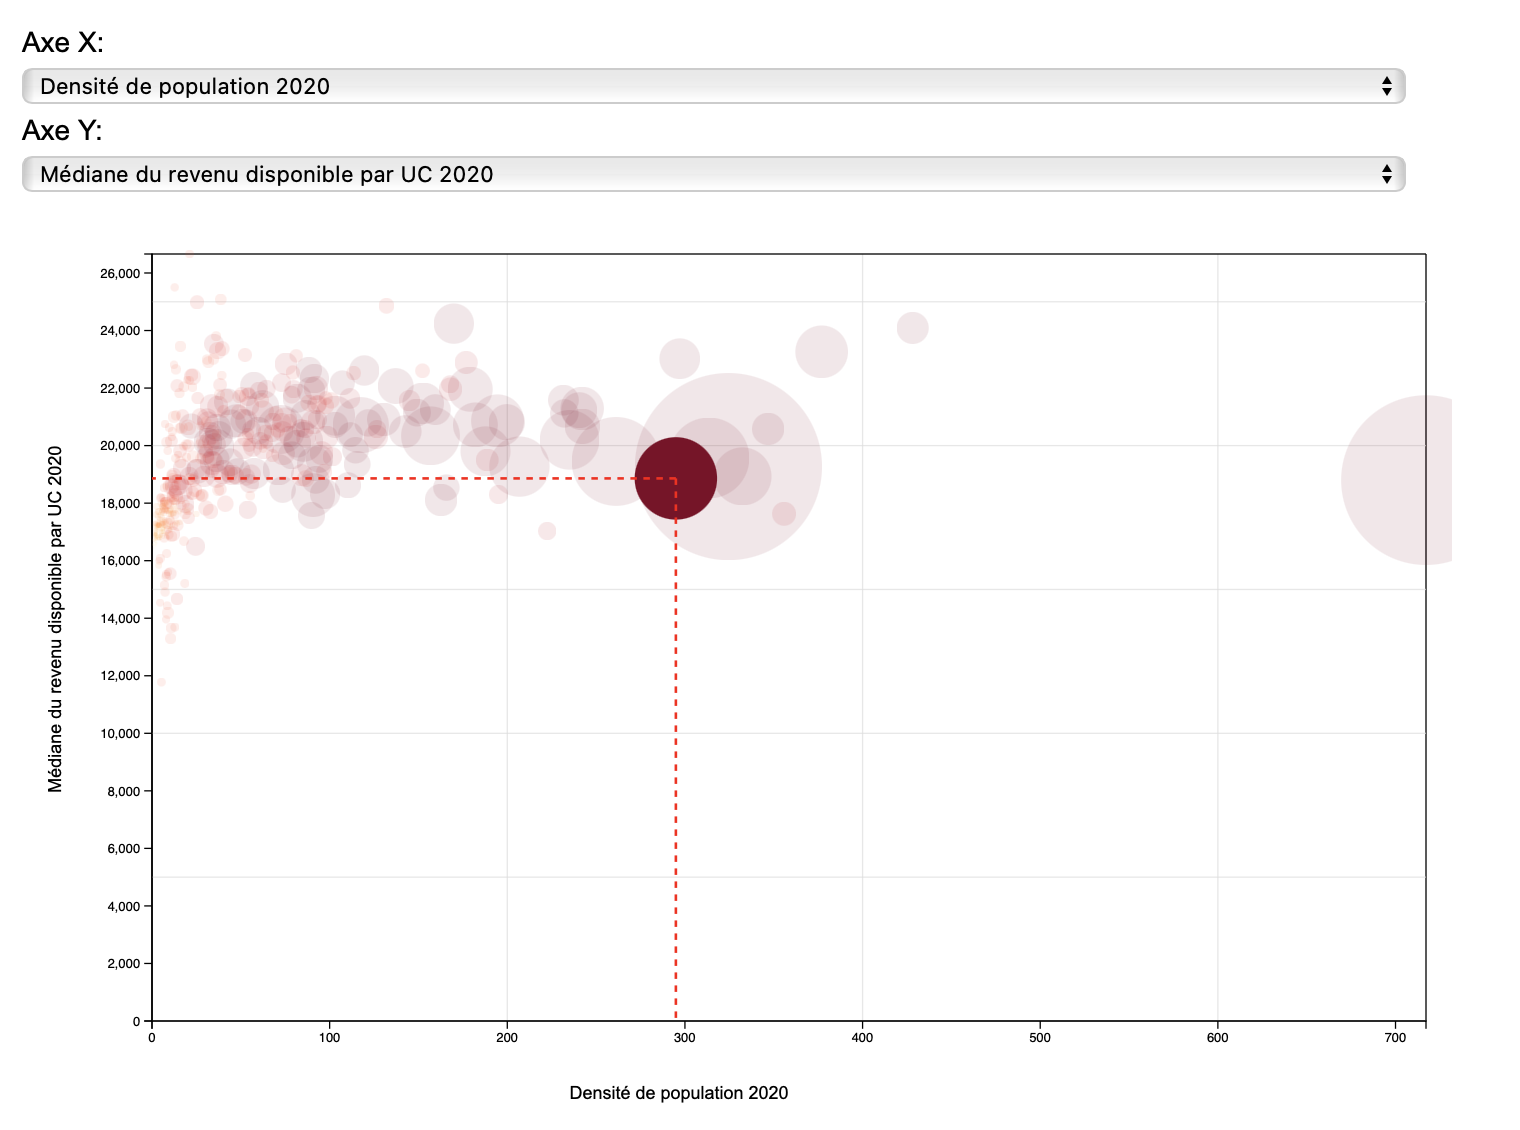 Axe X:
Densité de population 2020
Axe Y:
Médiane du revenu disponible par UC 2020
26,000
24,000
22,000
20,000
18,000
16,000
14,000
12,000
10,000
8,000
6,000
4,000
2,000
0
Médiane du revenu disponible par UC 2020
0 100 200 300 400 500 600 700
Densité de population 2020